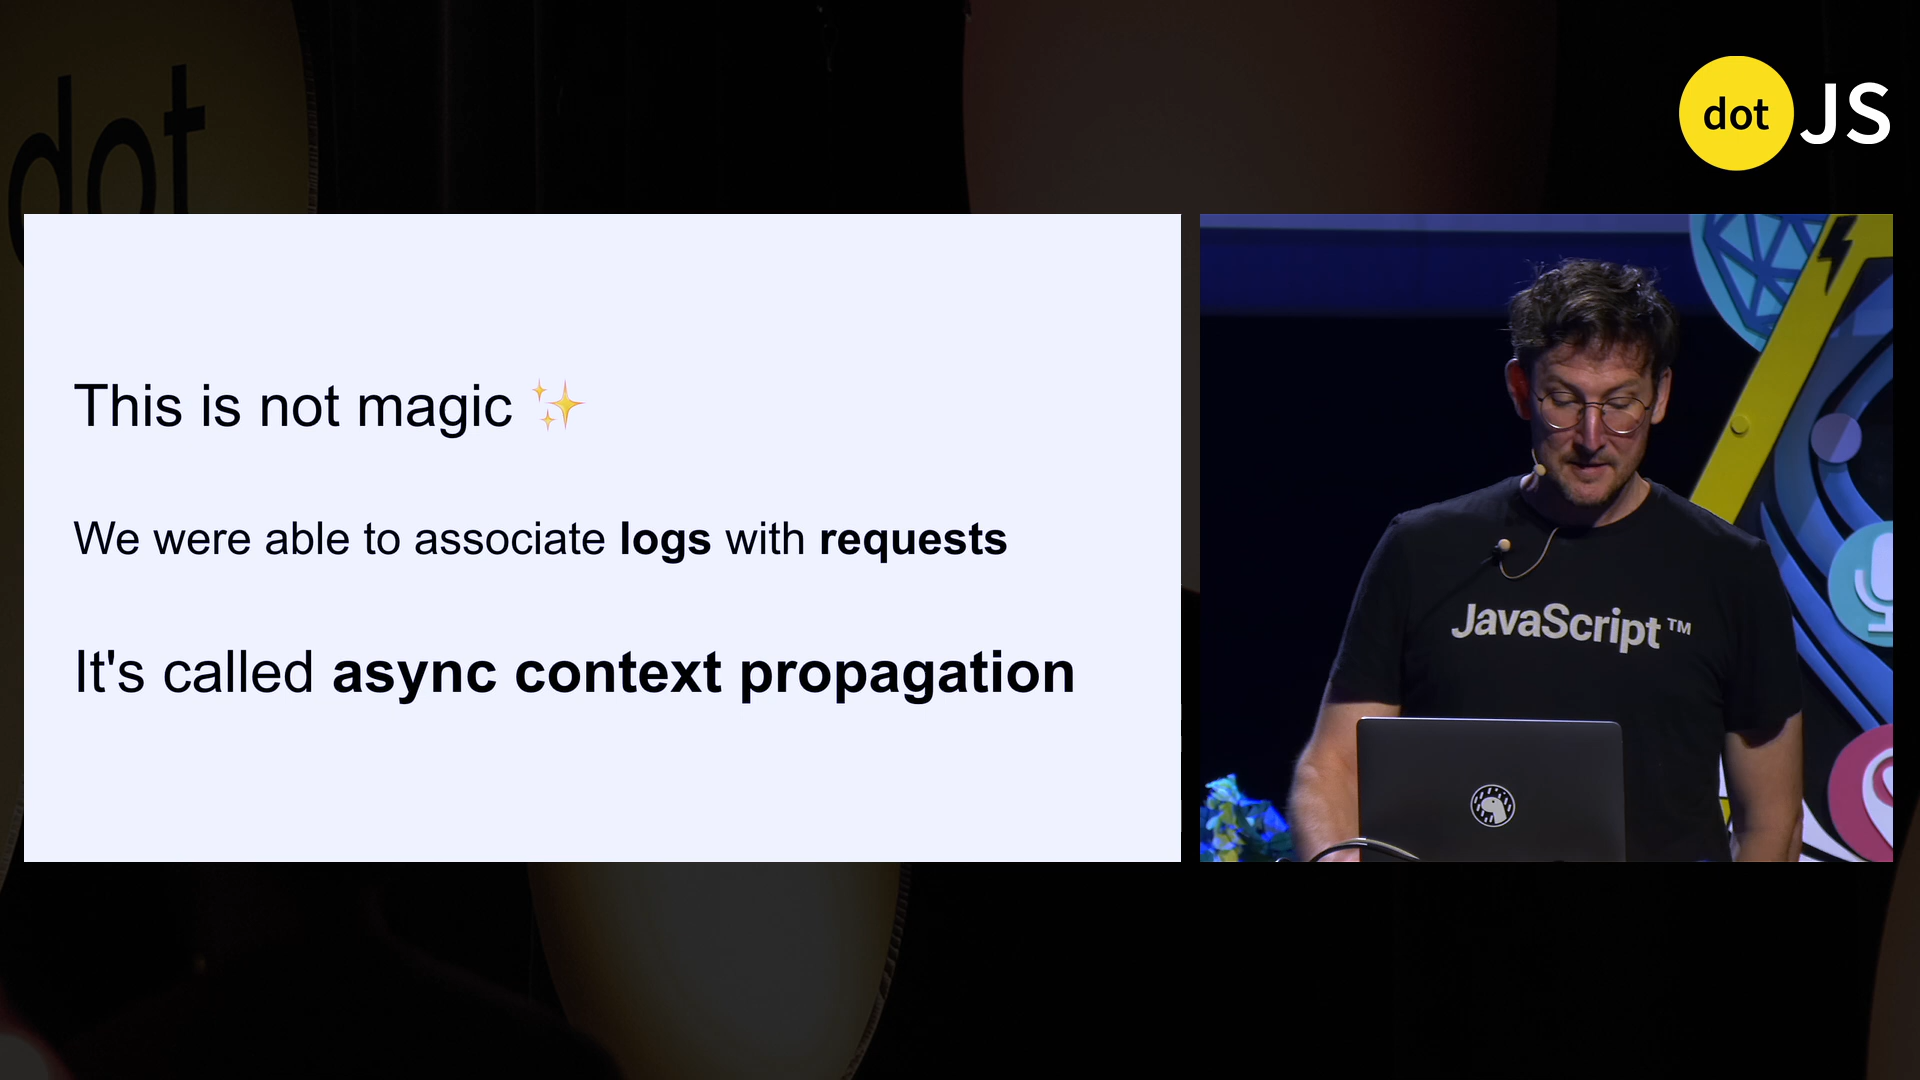 dot
dot JS
This is not magic ✨
We were able to associate logs with requests
It's called async context propagation
JavaScript™